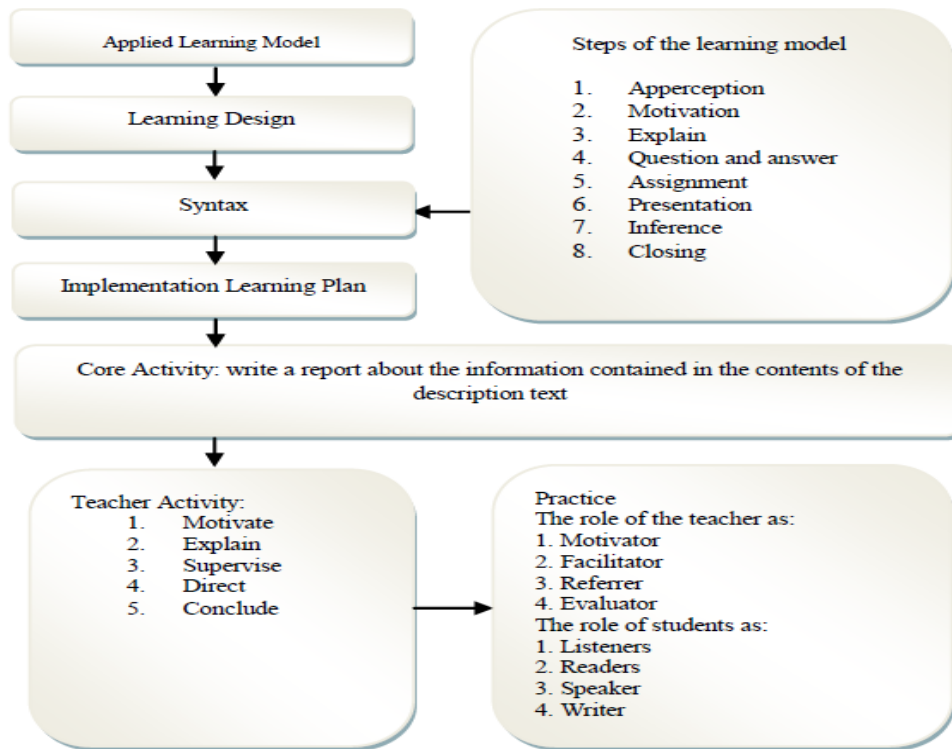 Applied Learning Model
Learning Design
Syntax
Implementation Learning Plan
Steps of the learning model
1. Apperception
2. Motivation
3. Explain
4. Question and answer
5. Assignment
6. Presentation
7. Inference
8. Closing
Core Activity: write a report about the information contained in the contents of the
description text
Teacher Activity:
1. Motivate
2. Explain
3. Supervise
4. Direct
5. Conclude
Practice
The role of the teacher as:
1. Motivator
2. Facilitator
3. Referrer
4. Evaluator
The role of students as:
1. Listeners
2. Readers
3. Speaker
4. Writer